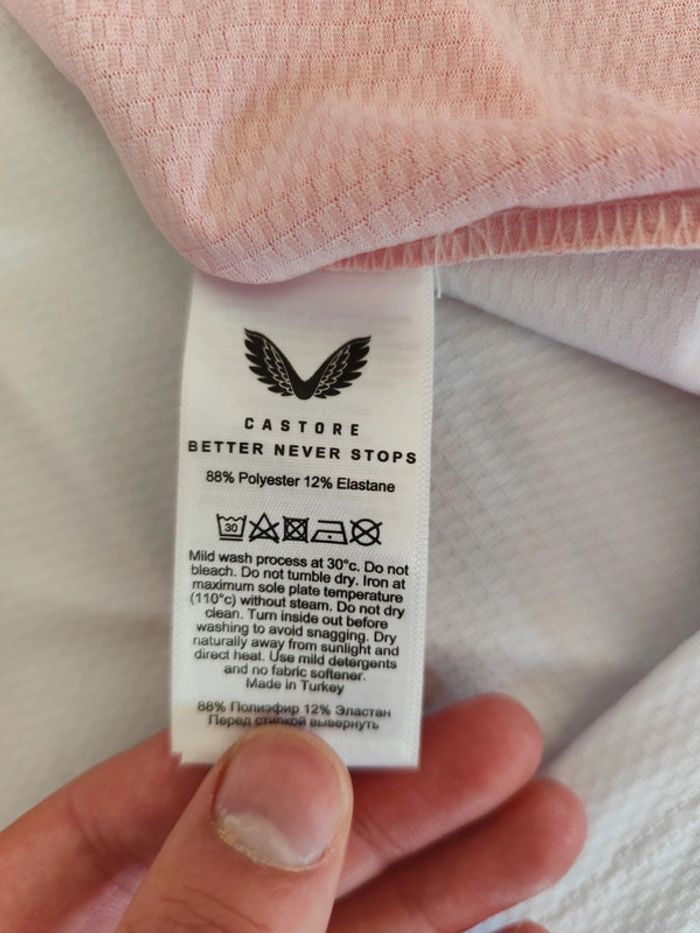 CASTORE
BETTER NEVER STOPS
88% Polyester 12% Elastane
30
Mild wash process at 30°c. Do not
bleach. Do not tumble dry. Iron at
maximum sole plate temperature
(110°c) without steam. Do not dry
clean. Turn inside out before
washing to avoid snagging. Dry
naturally away from sunlight and
direct heat. Use mild detergents
and no fabric softener.
Made in Turkey
88% Полиэфир 12% Эластан
Перед стиркой вывернуть